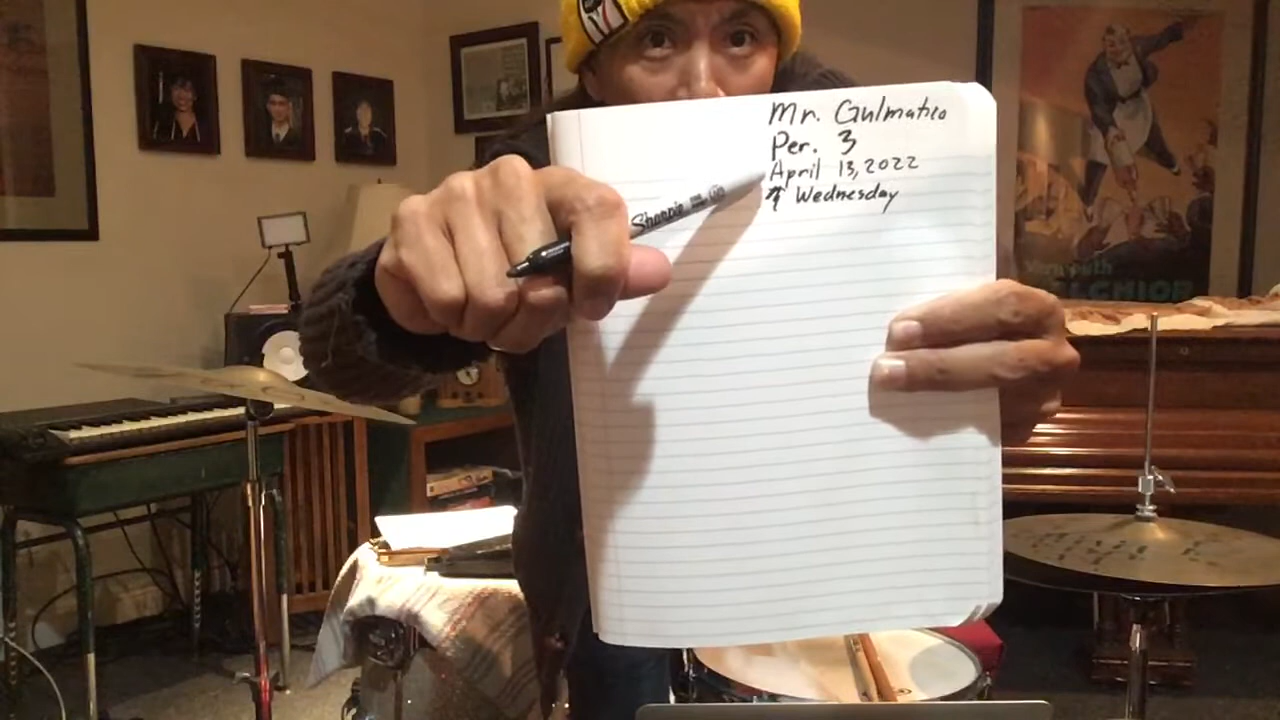 Mr. Gulmatico
Per. 3
April 13, 2022
Wednesday
Sharpie